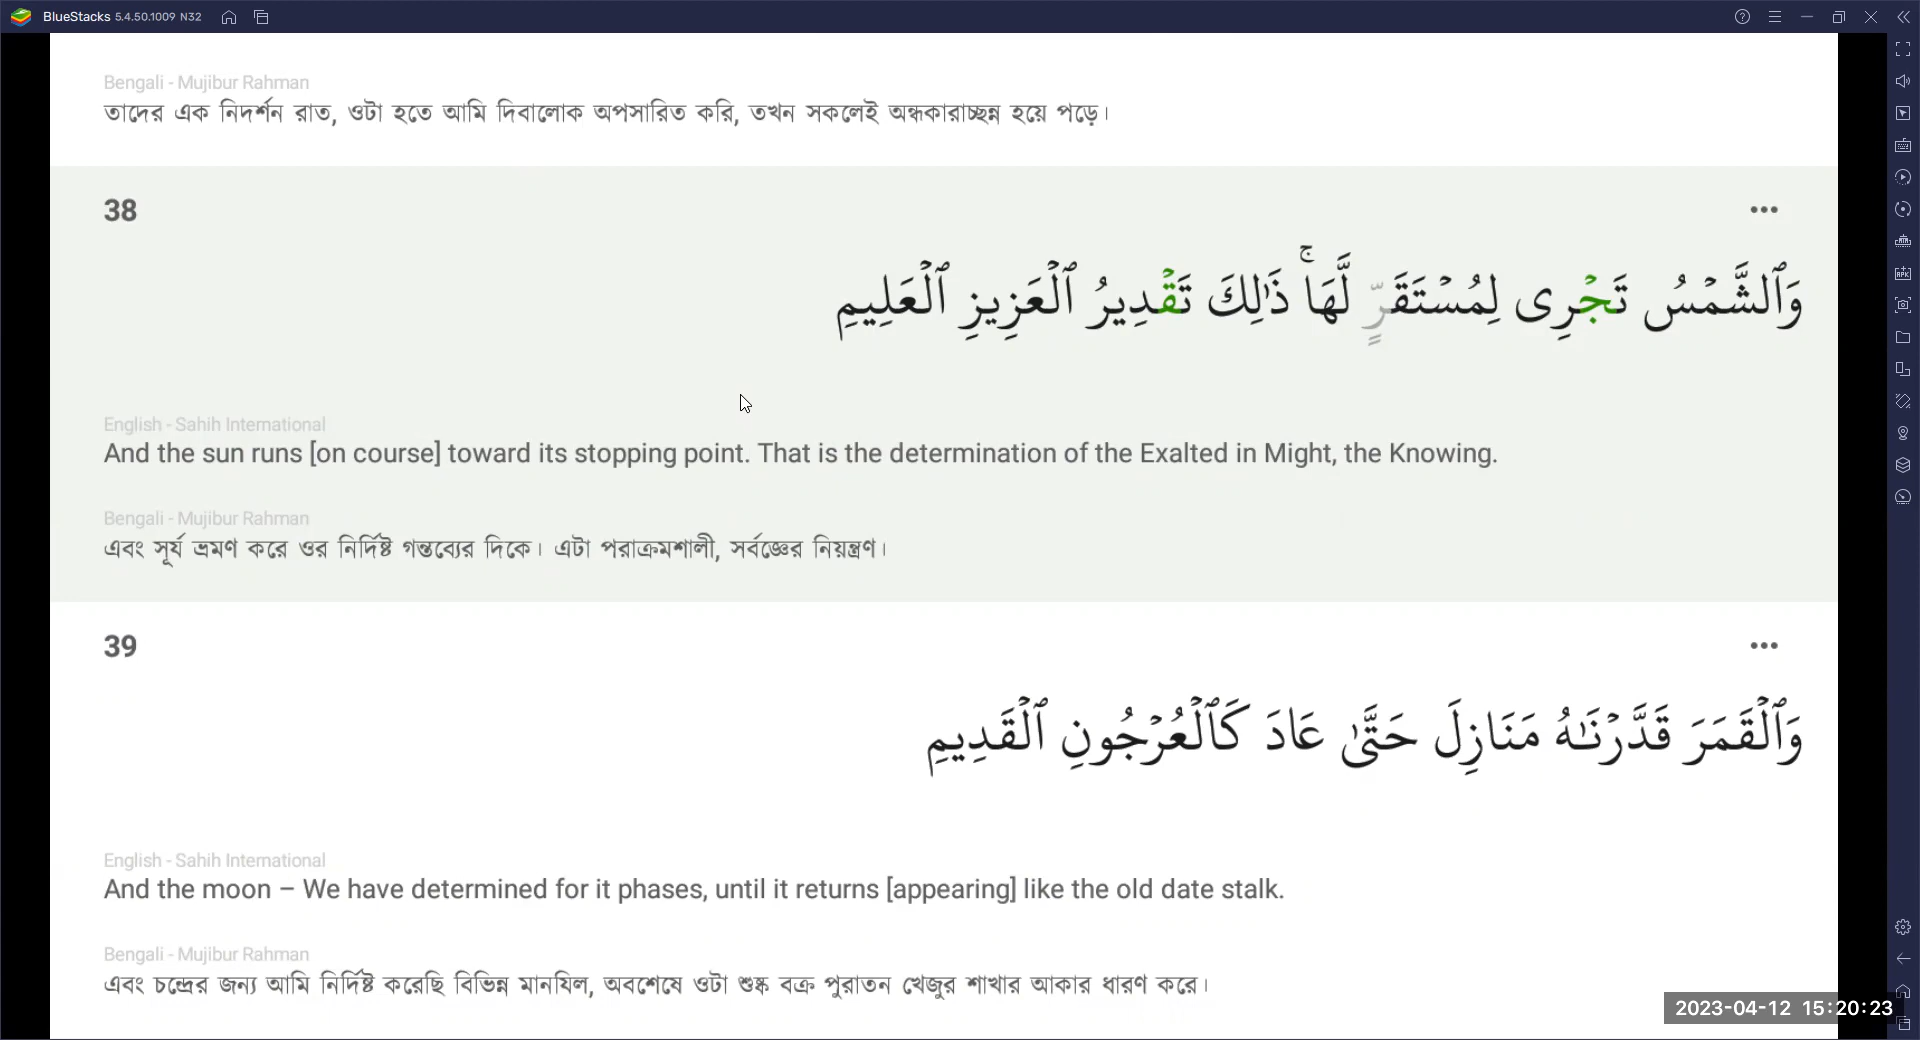 BlueStacks 5.4.50.1009 N32
Bengali - Mujibur Rahman
তাদের এক নিদর্শন রাত, ওটা হতে আমি দিবালোক অপসারিত করি, তখন সকলেই অন্ধকারাচ্ছন্ন হয়ে পড়ে।
38
وَٱلشَّمْسُ تَجْرِى لِمُسْتَقَرٍّ لَّهَا ۚ ذَٰلِكَ تَقْدِيرُ ٱلْعَزِيزِ ٱلْعَلِيمِ
English - Sahih International
And the sun runs [on course] toward its stopping point. That is the determination of the Exalted in Might, the Knowing.
Bengali - Mujibur Rahman
এবং সূর্য ভ্রমণ করে ওর নির্দিষ্ট গন্তব্যের দিকে। এটা পরাক্রমশালী, সর্বজ্ঞের নিয়ন্ত্রণ।
39
وَٱلْقَمَرَ قَدَّرْنَـٰهُ مَنَازِلَ حَتَّىٰ عَادَ كَٱلْعُرْجُونِ ٱلْقَدِيمِ
English - Sahih International
And the moon – We have determined for it phases, until it returns [appearing] like the old date stalk.
Bengali - Mujibur Rahman
এবং চন্দ্রের জন্য আমি নির্দিষ্ট করেছি বিভিন্ন মানযিল, অবশেষে ওটা শুষ্ক বক্র পুরাতন খেজুর শাখার আকার ধারণ করে।
2023-04-12 15:20:23